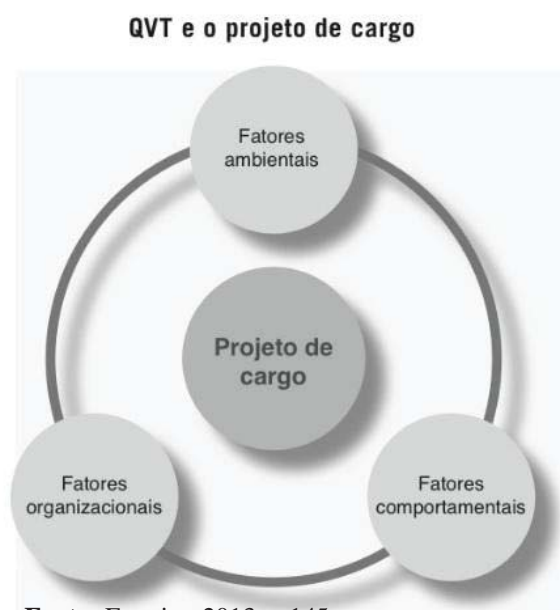 QVT e o projeto de cargo
Fatores
ambientais
Projeto de
cargo
Fatores
organizacionais
Fatores
comportamentais